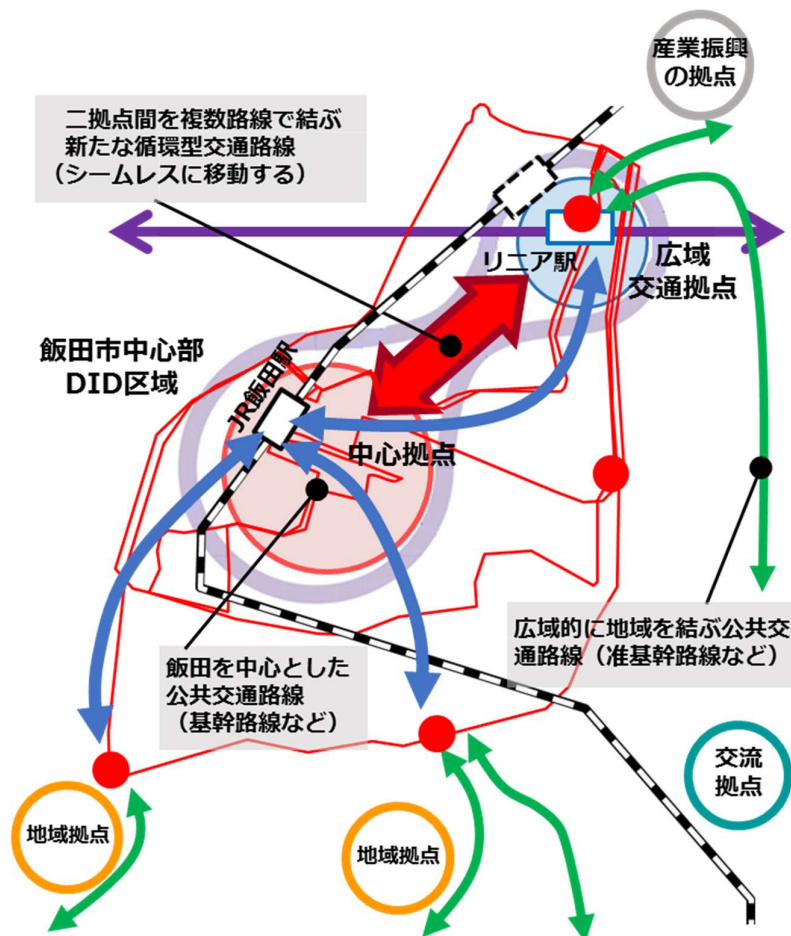 産業振興
の拠点
二拠点間を複数路線で結ぶ
新たな循環型交通路線
（シームレスに移動する）
リニア駅
広域
交通拠点
飯田市中心部
DID区域
JR飯田駅
中心拠点
広域的に地域を結ぶ公共交
通路線（准基幹路線など）
飯田を中心とした
公共交通路線
（基幹路線など）
交流
拠点
地域拠点
地域拠点